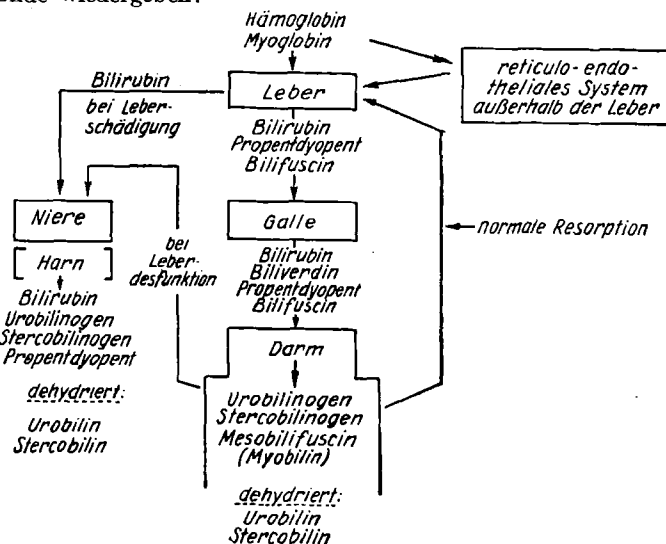 wiedergeben.
Hämoglobin
Myoglobin
reticulo-endo-
theliales System
außerhalb der Leber
Leber
Bilirubin
bei Leber-
schädigung
Bilirubin
Propentdyopent
Bilifuscin
Niere
Galle
normale Resorption
[Harn]
bei
Leber-
desfunktion
Bilirubin
Biliverdin
Propentdyopent
Bilifuscin
Bilirubin
Urobilinogen
Stercobilinogen
Propentdyopent
dehydriert:
Urobilin
Stercobilin
Darm
Urobilinogen
Stercobilinogen
Mesobilifuscin
(Myobilin)
dehydriert:
Urobilin
Stercobilin